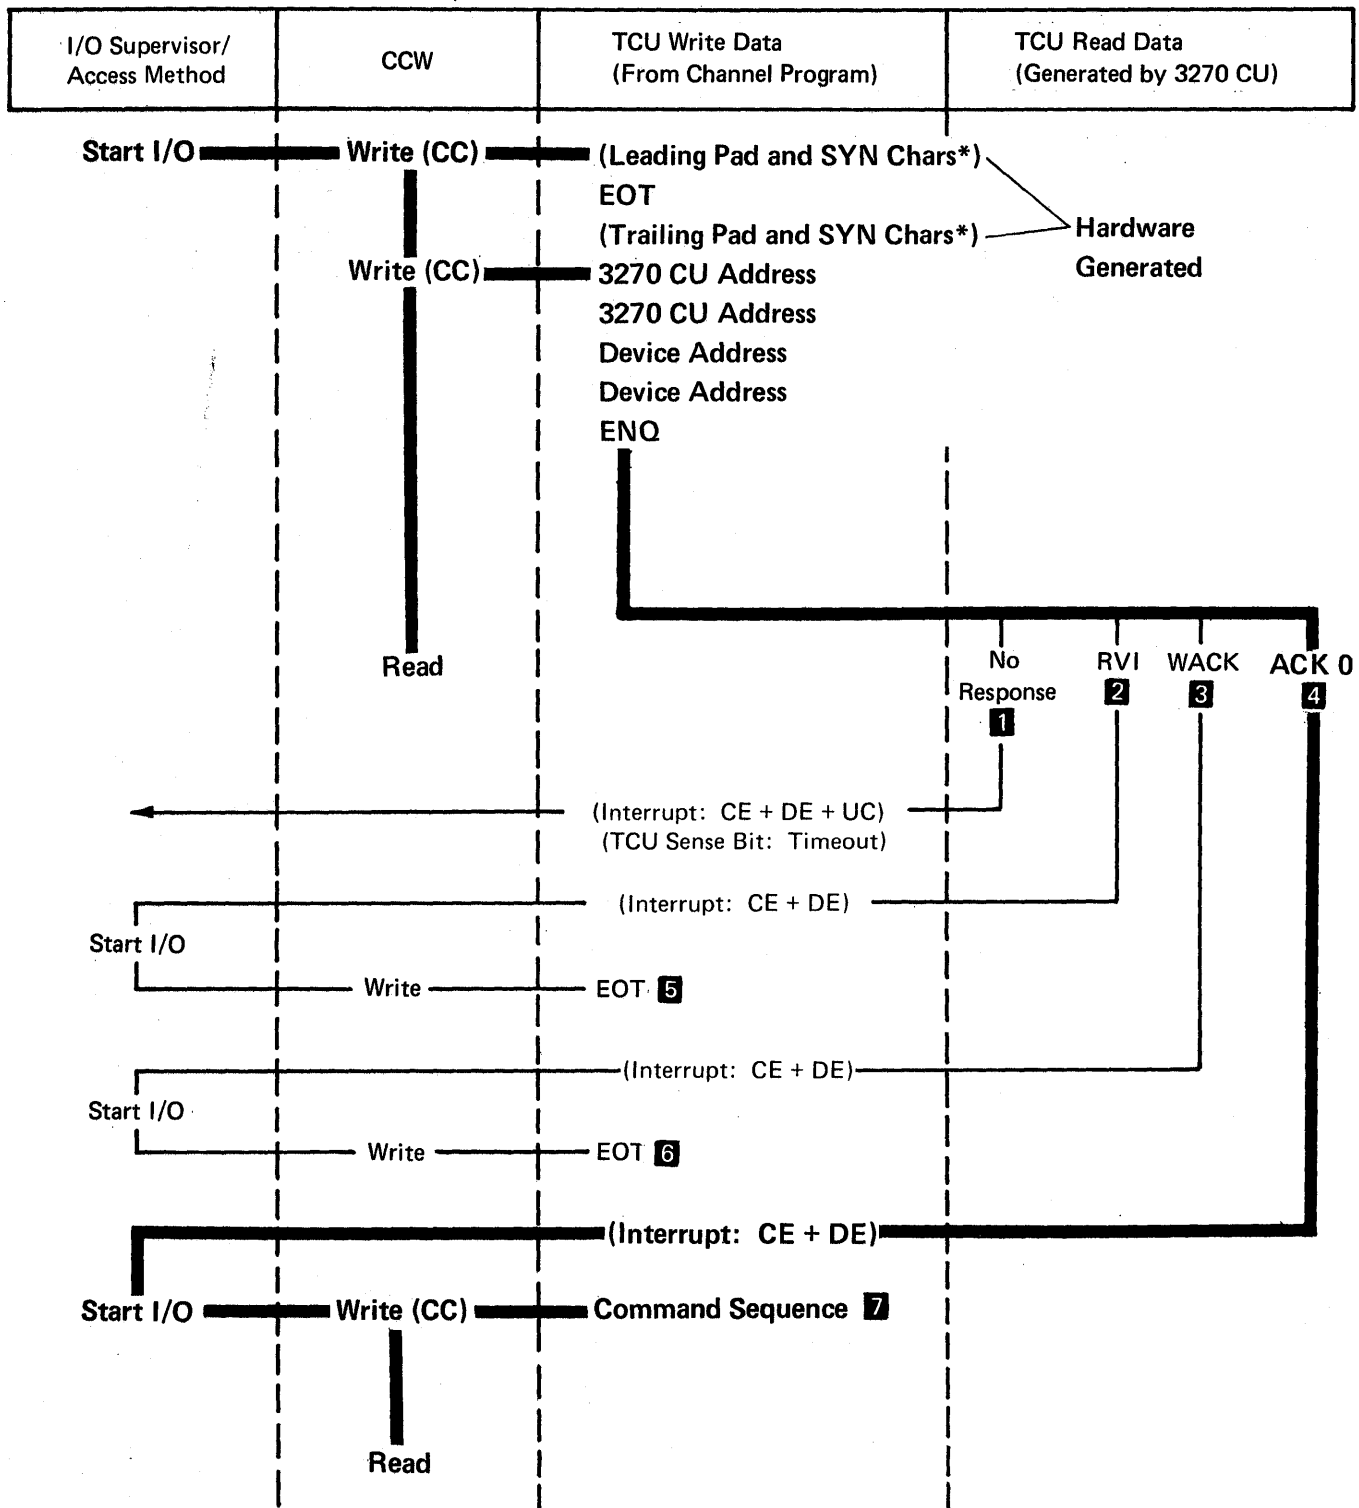 I/O Supervisor/
Access Method
CCW
TCU Write Data
(From Channel Program)
TCU Read Data
(Generated by 3270 CU)
Start I/O
Write (CC)
(Leading Pad and SYN Chars*)
EOT
(Trailing Pad and SYN Chars*)
Hardware
Generated
Write (CC)
3270 CU Address
3270 CU Address
Device Address
Device Address
ENQ
Read
No
Response
1
RVI
2
WACK
3
ACK 0
4
(Interrupt: CE + DE + UC)
(TCU Sense Bit: Timeout)
(Interrupt: CE + DE)
Start I/O
Write
EOT 5
(Interrupt: CE + DE)
Start I/O
Write
EOT 6
(Interrupt: CE + DE)
Start I/O
Write (CC)
Command Sequence 7
Read